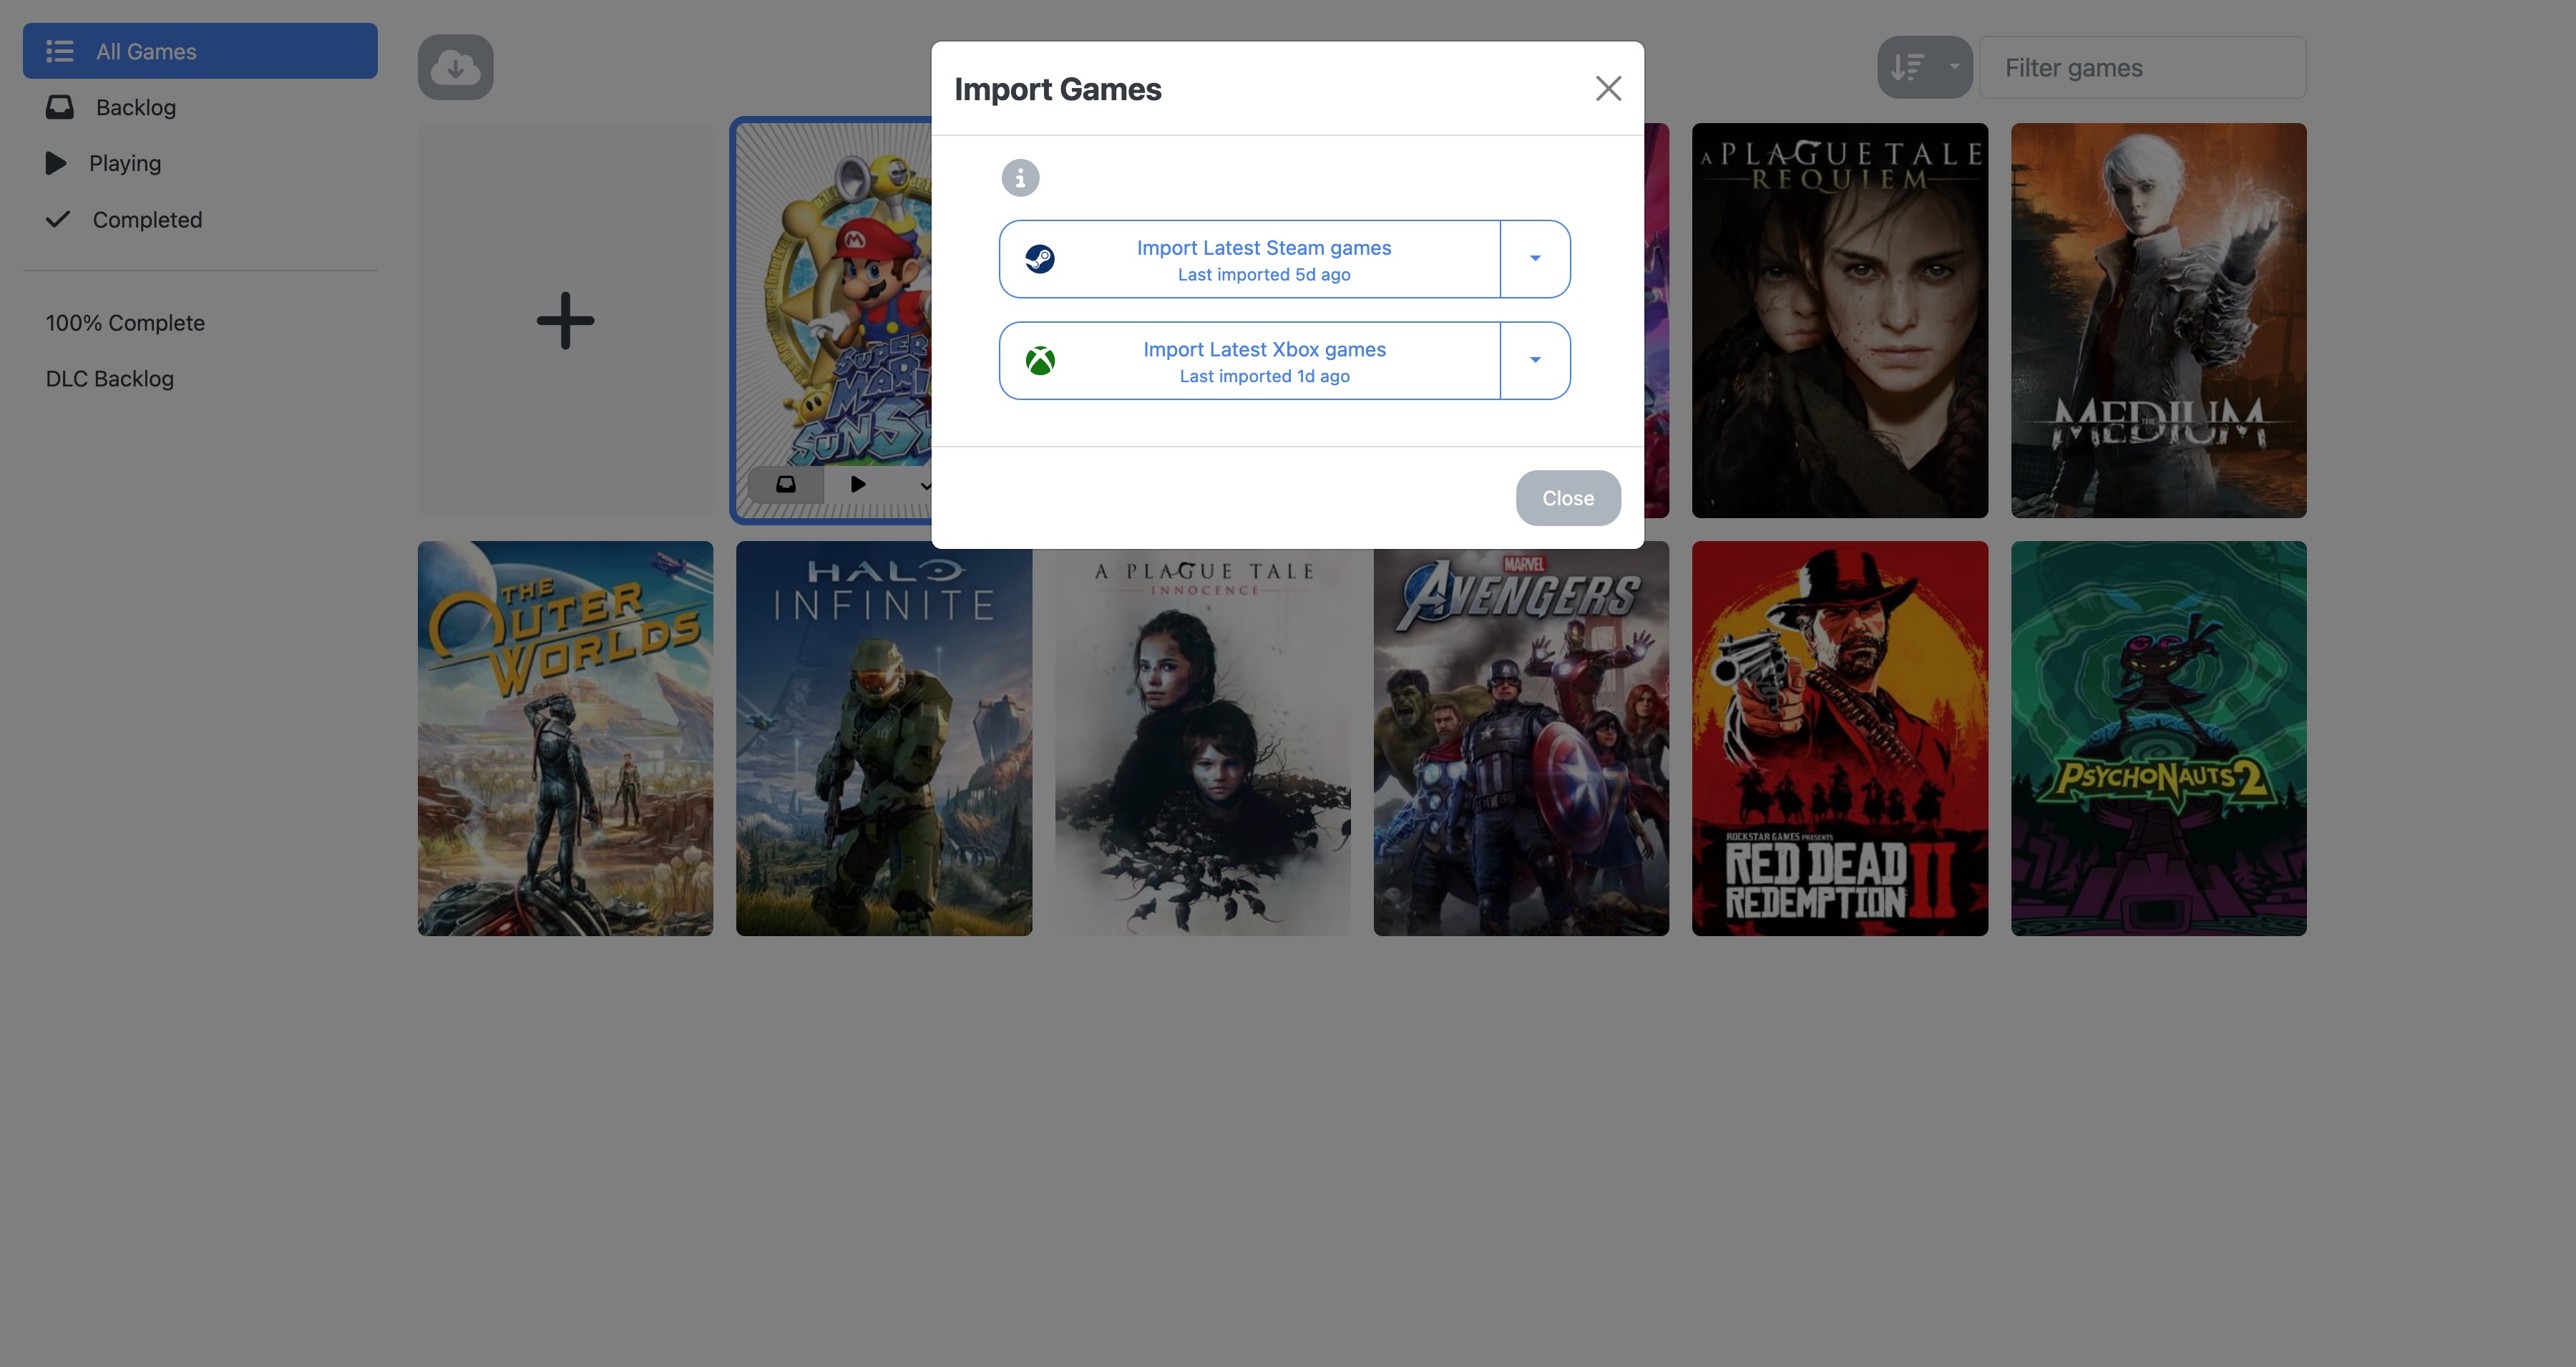 All Games
Backlog
Playing
Completed
100% Complete
DLC Backlog
Filter games
Import Games
Import Latest Steam games
Last imported 5d ago
Import Latest Xbox games
Last imported 1d ago
Close
SUPER
SUNS
A PLAGUE TALE
REQUIEM
THE
MEDIUM
THE
OUTER
WORLDS
HALO
INFINITE
A PLAGUE TALE
INNOCENCE
MARVEL
AVENGERS
ROCKSTAR GAMES PRESENTS
RED DEAD
REDEMPTION II
PSYCHONAUTS 2